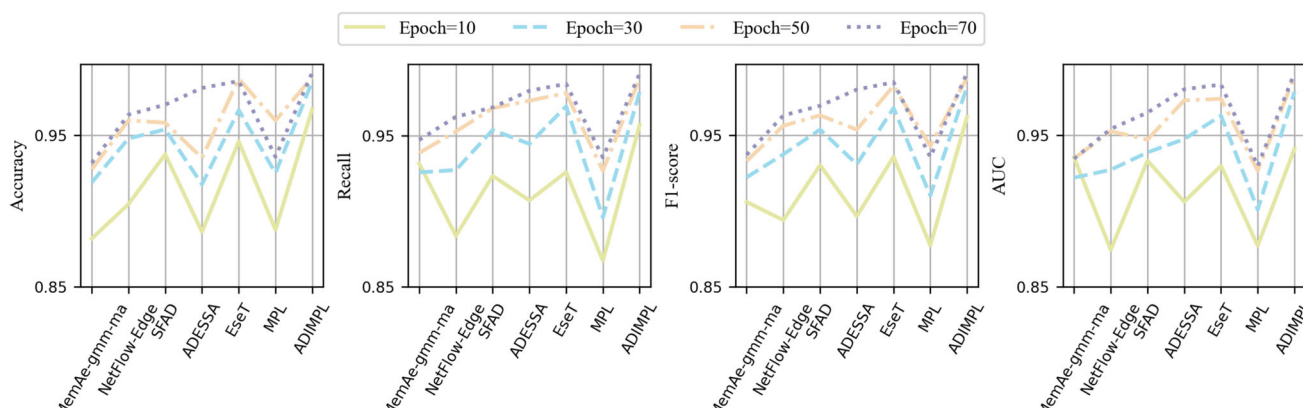 Epoch=10 Epoch=30 Epoch=50 Epoch=70
Accuracy
0.95
0.85
MemAe-gmm-ma
NetFlow-Edge
SFAD
ADESSA
EseT
MPL
ADIMPL
Recall
0.95
0.85
MemAe-gmm-ma
NetFlow-Edge
SFAD
ADESSA
EseT
MPL
ADIMPL
F1-score
0.95
0.85
MemAe-gmm-ma
NetFlow-Edge
SFAD
ADESSA
EseT
MPL
ADIMPL
AUC
0.95
0.85
MemAe-gmm-ma
NetFlow-Edge
SFAD
ADESSA
EseT
MPL
ADIMPL